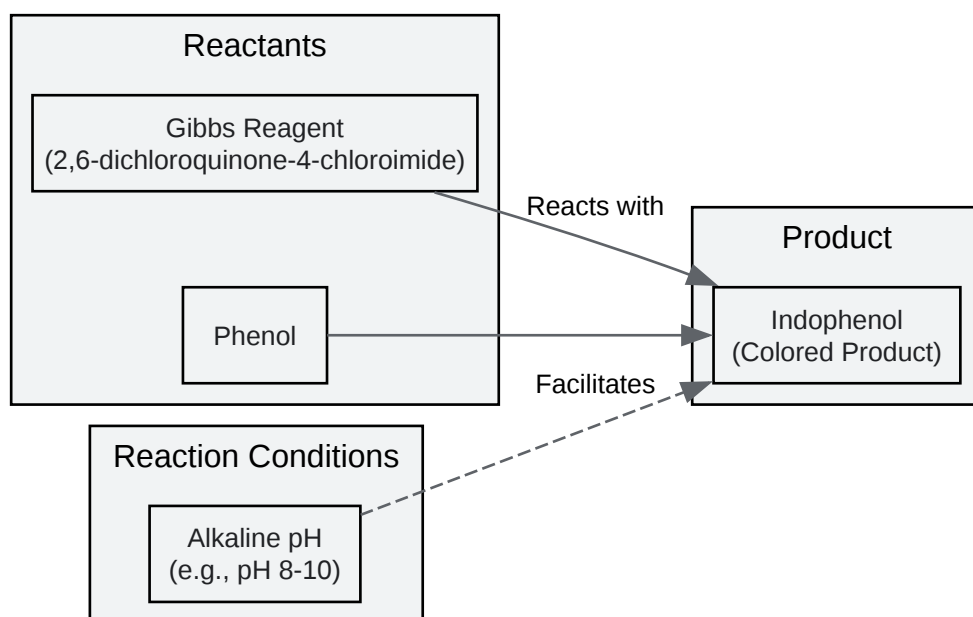 Reactants
Gibbs Reagent
(2,6-dichloroquinone-4-chloroimide)
Reacts with
Product
Phenol
Indophenol
(Colored Product)
Facilitates
Reaction Conditions
Alkaline pH
(e.g., pH 8-10)